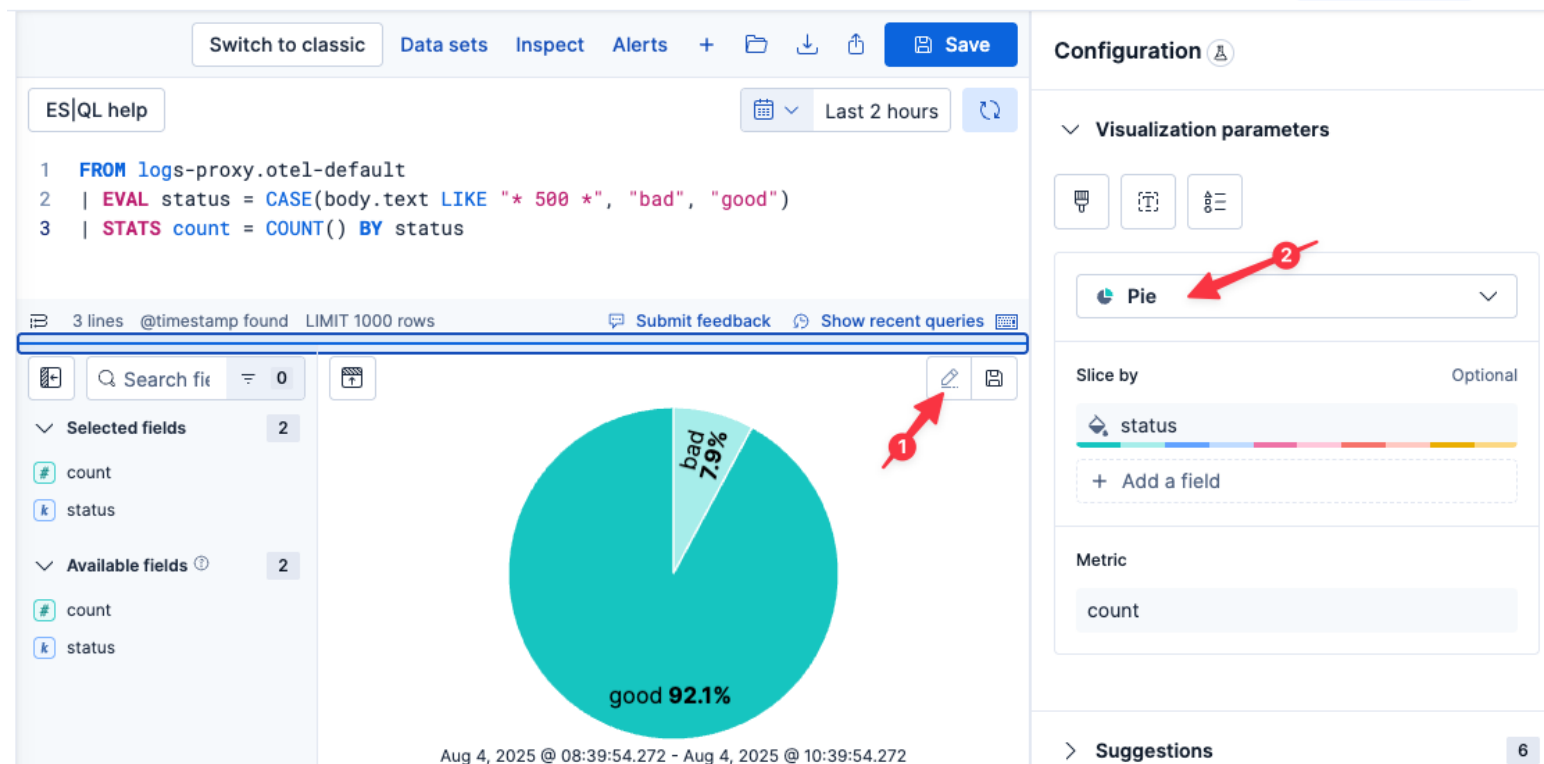 Switch to classic Data sets Inspect Alerts + Save
ES|QL help Last 2 hours
1 FROM logs-proxy.otel-default
2 | EVAL status = CASE(body.text LIKE "* 500 *", "bad", "good")
3 | STATS count = COUNT() BY status
3 lines @timestamp found LIMIT 1000 rows Submit feedback Show recent queries
Search fie 0
Selected fields 2
# count
k status
Available fields 2
# count
k status
1
bad
7.9%
good 92.1%
Aug 4, 2025 @ 08:39:54.272 - Aug 4, 2025 @ 10:39:54.272
Configuration
Visualization parameters
2
Pie
Slice by Optional
status
+ Add a field
Metric
count
Suggestions 6